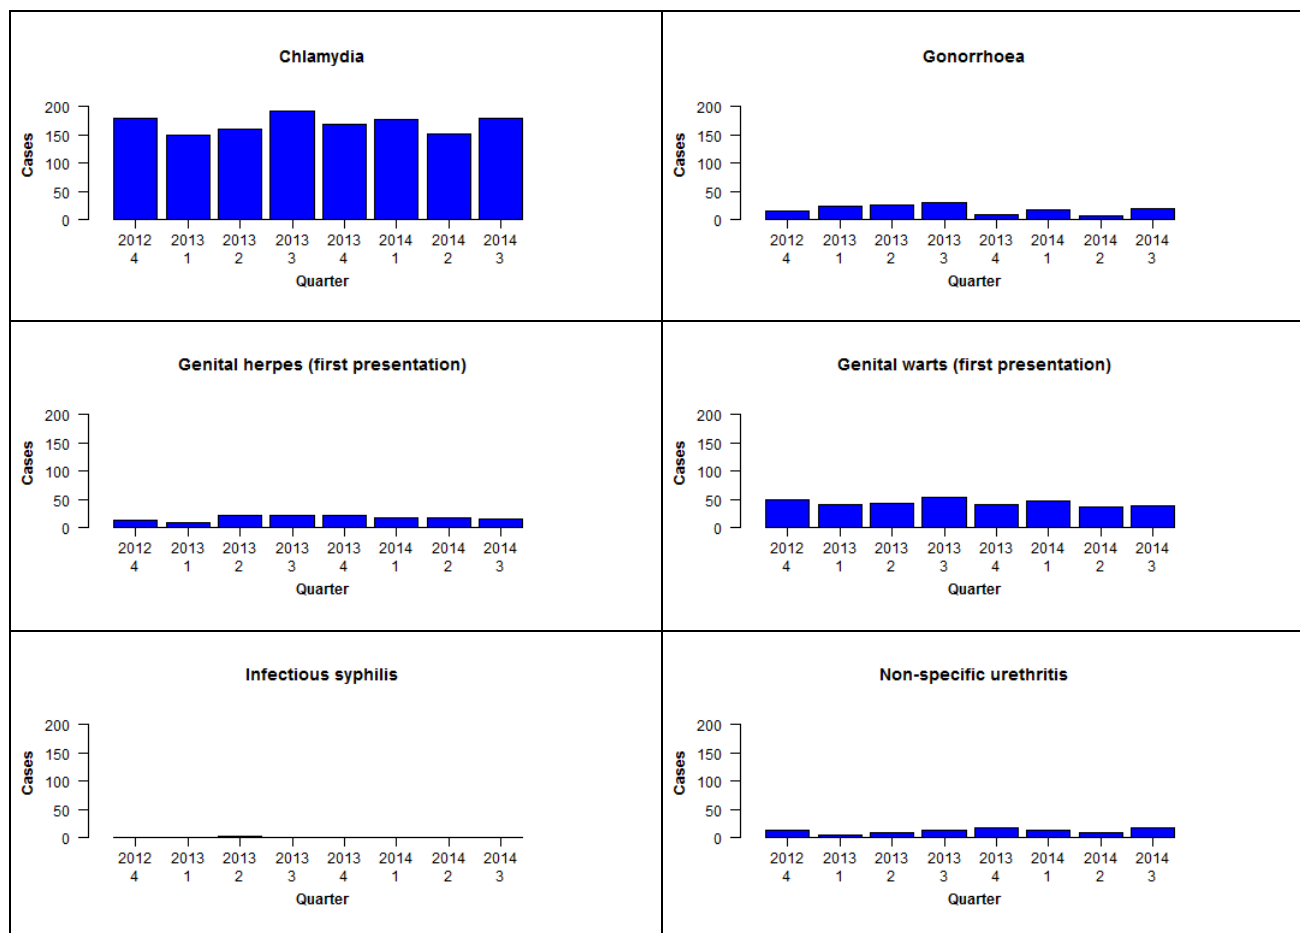 Chlamydia
200
150
100
50
0
Cases
2012 2013 2013 2013 2013 2014 2014 2014
4 1 2 3 4 1 2 3
Quarter
Gonorrhoea
200
150
100
50
0
Cases
2012 2013 2013 2013 2013 2014 2014 2014
4 1 2 3 4 1 2 3
Quarter
Genital herpes (first presentation)
200
150
100
50
0
Cases
2012 2013 2013 2013 2013 2014 2014 2014
4 1 2 3 4 1 2 3
Quarter
Genital warts (first presentation)
200
150
100
50
0
Cases
2012 2013 2013 2013 2013 2014 2014 2014
4 1 2 3 4 1 2 3
Quarter
Infectious syphilis
200
150
100
50
0
Cases
2012 2013 2013 2013 2013 2014 2014 2014
4 1 2 3 4 1 2 3
Quarter
Non-specific urethritis
200
150
100
50
0
Cases
2012 2013 2013 2013 2013 2014 2014 2014
4 1 2 3 4 1 2 3
Quarter